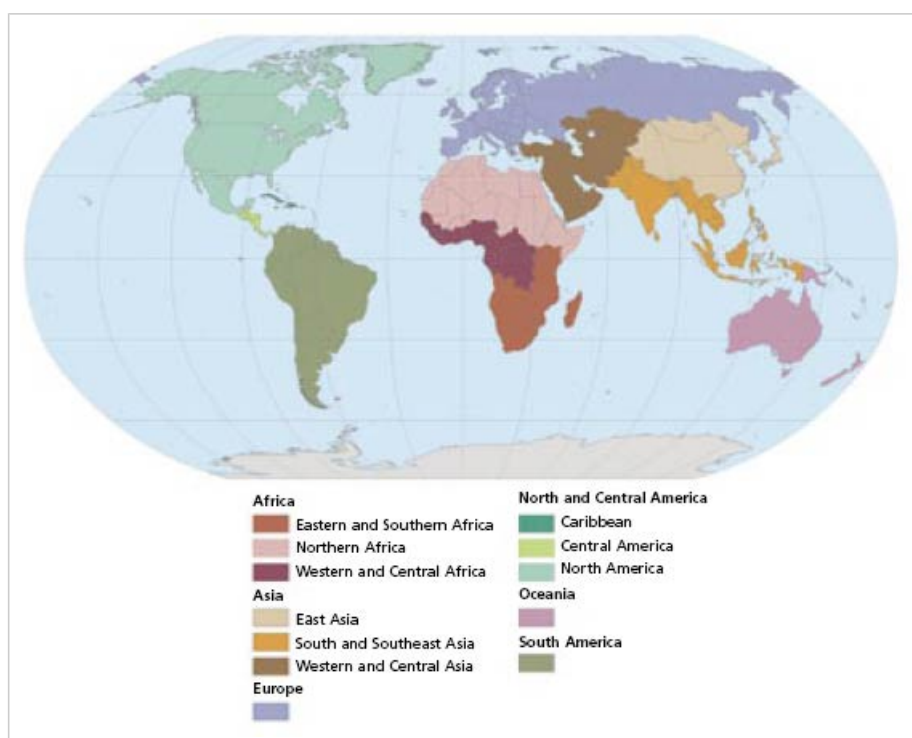 Africa
Eastern and Southern Africa
Northern Africa
Western and Central Africa
Asia
East Asia
South and Southeast Asia
Western and Central Asia
Europe
North and Central America
Caribbean
Central America
North America
Oceania
South America